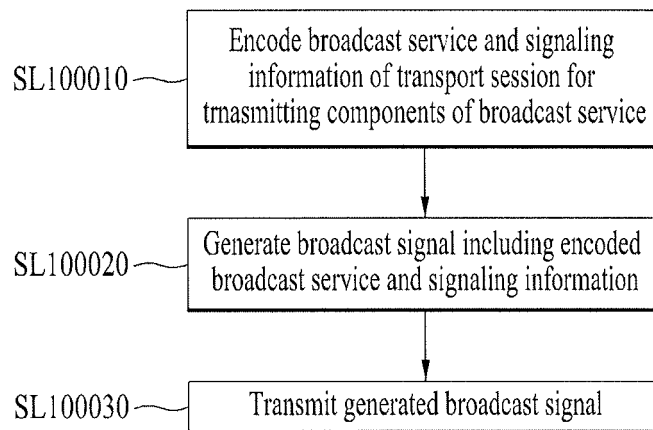 Encode broadcast service and signaling
SL100010
information of transport session for
trnasmitting components of broadcast service
Generate broadcast signal including encoded
SL100020
broadcast service and signaling information
SL100030
Transmit generated broadcast signal